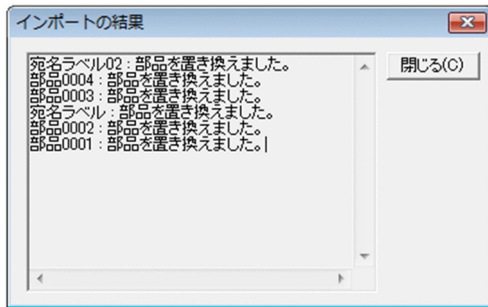 インポートの結果
宛名ラベル02 : 部品を置き換えました。
部品0004 : 部品を置き換えました。
部品0003 : 部品を置き換えました。
宛名ラベル : 部品を置き換えました。
部品0002 : 部品を置き換えました。
部品0001 : 部品を置き換えました。
閉じる(C)